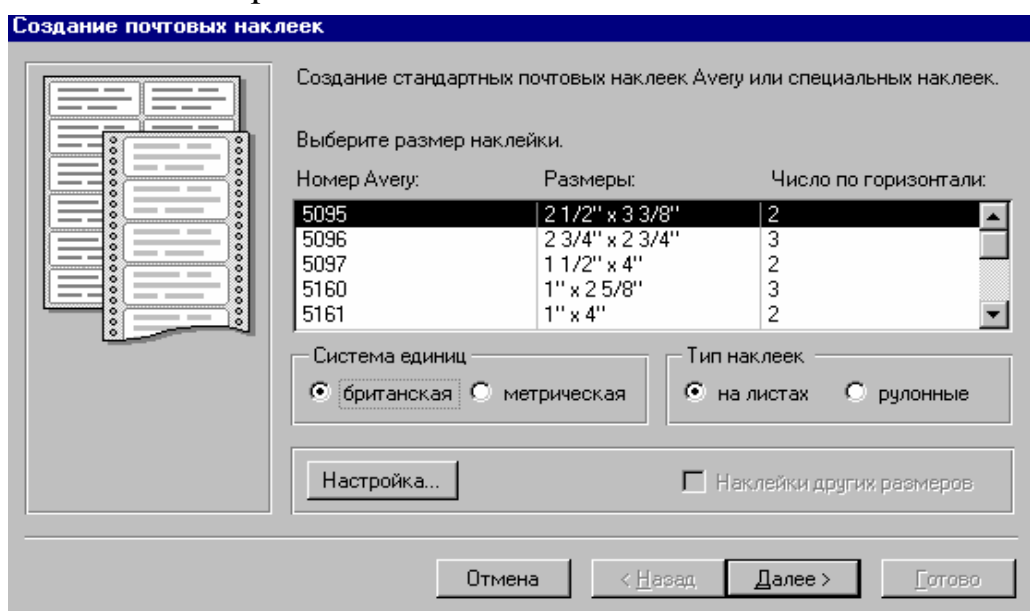 Создание почтовых наклеек
Создание стандартных почтовых наклеек Avery или специальных наклеек.
Выберите размер наклейки.
Номер Avery: Размеры: Число по горизонтали:
5095 2 1/2" x 3 3/8" 2
5096 2 3/4" x 2 3/4" 3
5097 1 1/2" x 4" 2
5160 1" x 2 5/8" 3
5161 1" x 4" 2
Система единиц Тип наклеек
британская метрическая на листах рулонные
Настройка... Наклейки других размеров
Отмена < Назад Далее > Готово